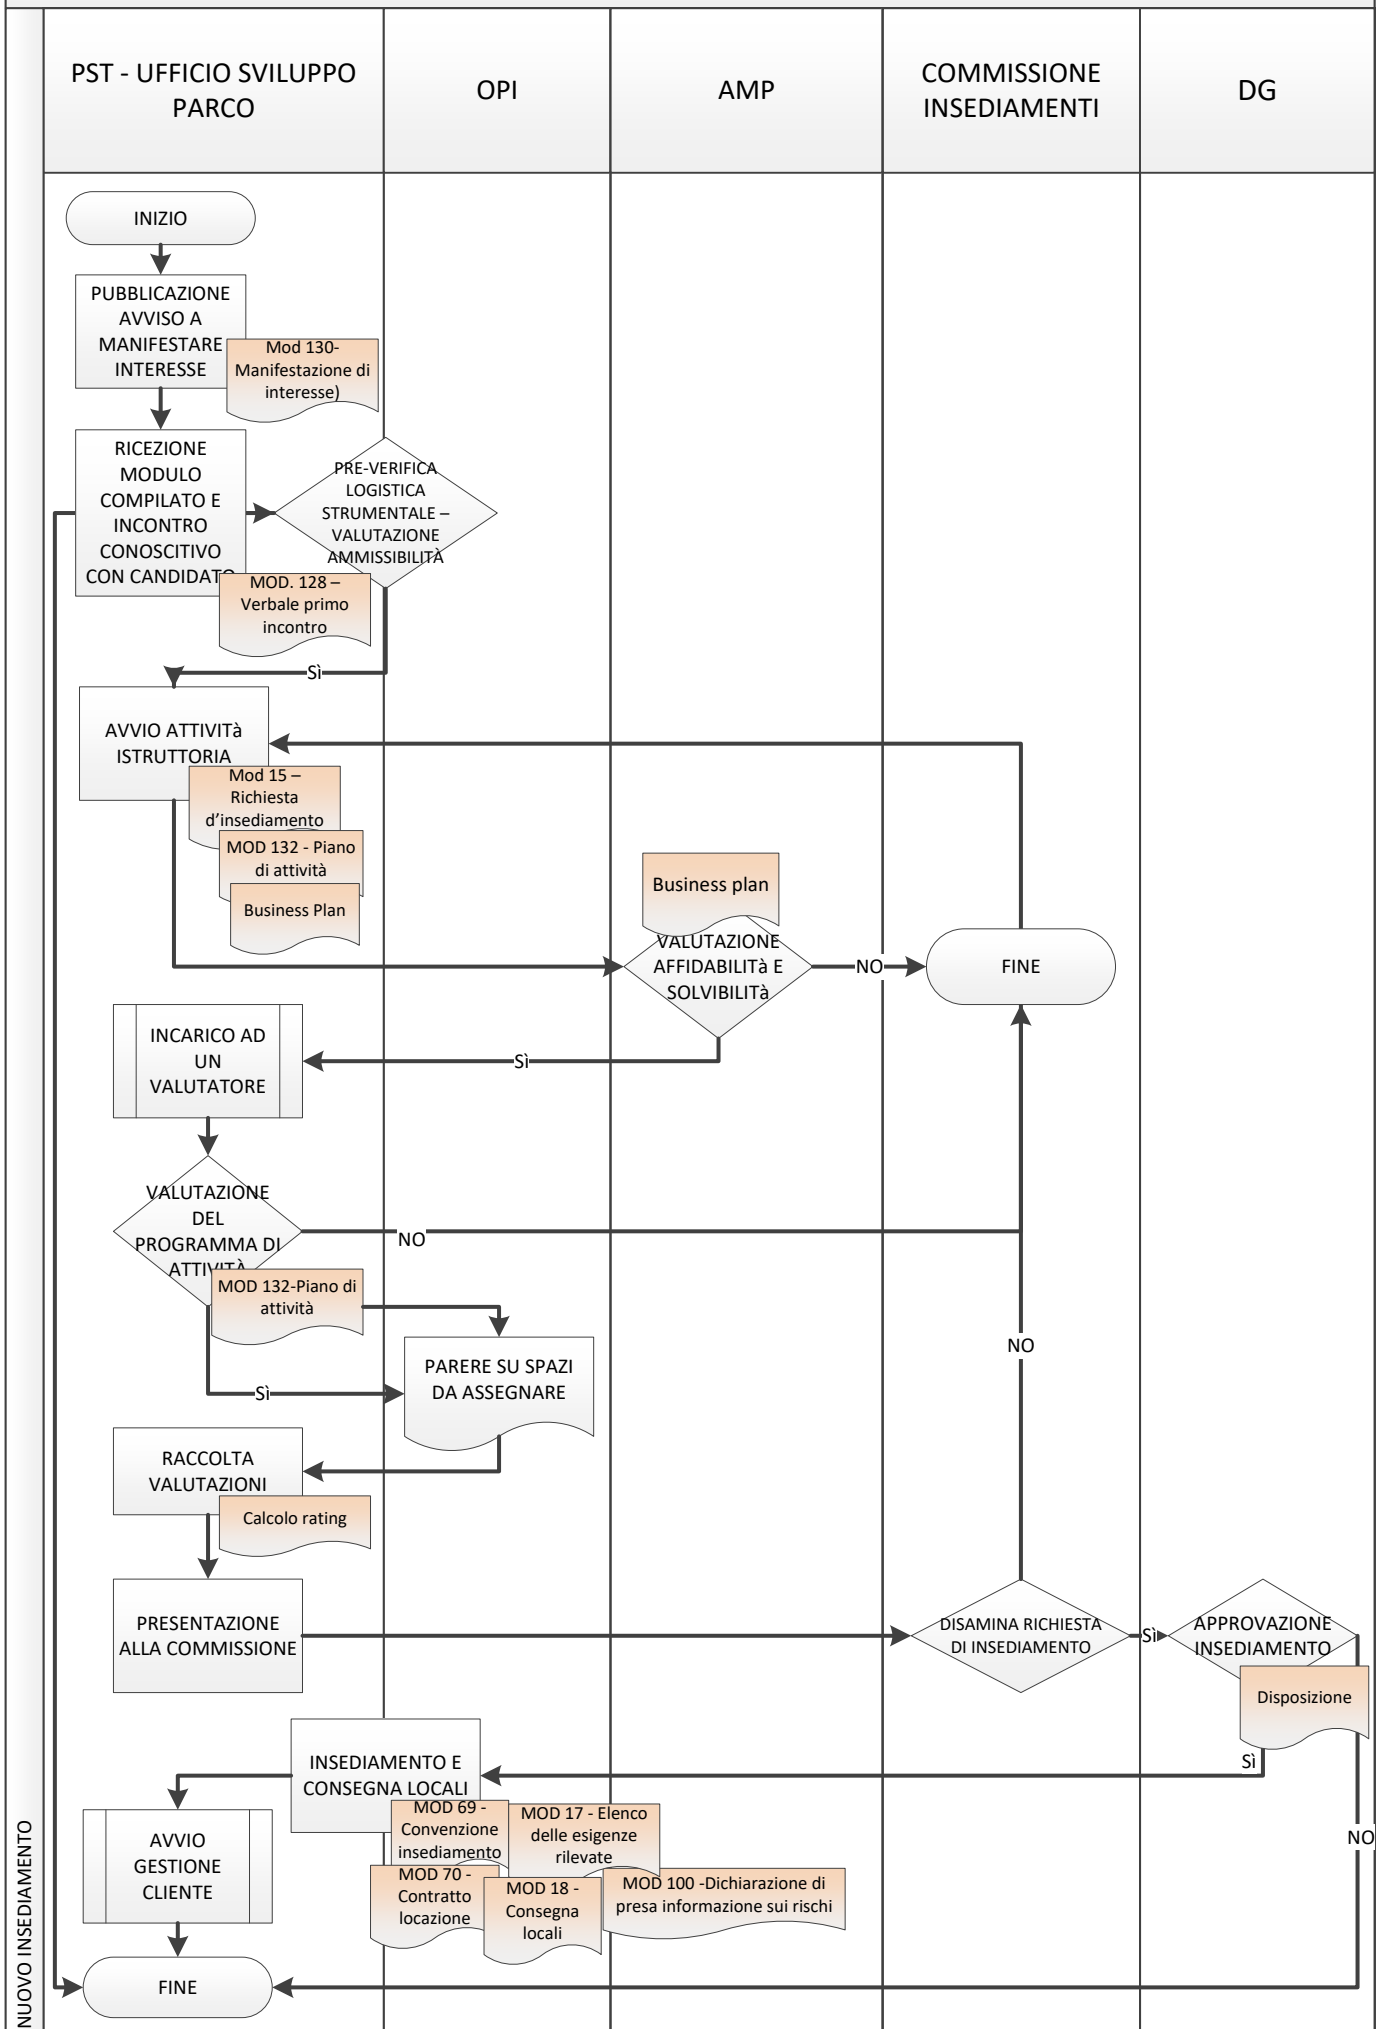 PST - UFFICIO SVILUPPO
PARCO
OPI
AMP
COMMISSIONE
INSEDIAMENTI
DG
INIZIO
PUBBLICAZIONE
AVVISO A
MANIFESTARE
INTERESSE
Mod 130-
Manifestazione di
interesse)
RICEZIONE
MODULO
COMPILATO E
INCONTRO
CONOSCITIVO
CON CANDIDATO
PRE-VERIFICA
LOGISTICA
STRUMENTALE –
VALUTAZIONE
AMMISSIBILITÀ
MOD. 128 –
Verbale primo
incontro
Sì
AVVIO ATTIVITà
ISTRUTTORIA
Mod 15 –
Richiesta
d'insediamento
MOD 132 - Piano
di attività
Business Plan
Business plan
VALUTAZIONE
AFFIDABILITà E
SOLVIBILITà
NO
FINE
INCARICO AD
UN
VALUTATORE
Sì
VALUTAZIONE
DEL
PROGRAMMA DI
ATTIVITÀ
NO
MOD 132-Piano di
attività
PARERE SU SPAZI
DA ASSEGNARE
Sì
NO
RACCOLTA
VALUTAZIONI
Calcolo rating
PRESENTAZIONE
ALLA COMMISSIONE
DISAMINA RICHIESTA
DI INSEDIAMENTO
Sì
APPROVAZIONE
INSEDIAMENTO
Disposizione
Sì
NO
INSEDIAMENTO E
CONSEGNA LOCALI
MOD 69 -
Convenzione
insediamento
MOD 17 - Elenco
delle esigenze
rilevate
MOD 70 -
Contratto
locazione
MOD 18 -
Consegna
locali
MOD 100 -Dichiarazione di
presa informazione sui rischi
AVVIO
GESTIONE
CLIENTE
FINE
NUOVO INSEDIAMENTO